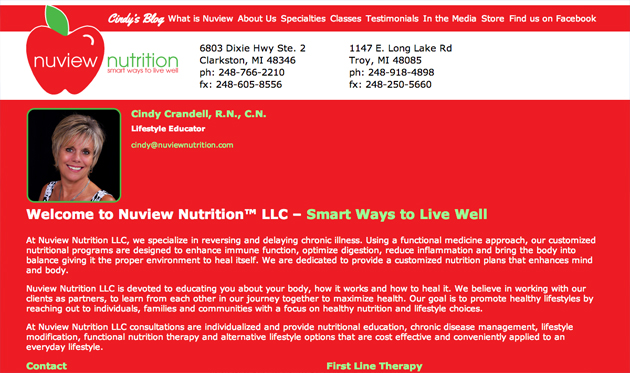 Cindy's Blog What is Nuview About Us Specialties Classes Testimonials In the Media Store Find us on Facebook
nuview nutrition
smart ways to live well
6803 Dixie Hwy Ste. 2
Clarkston, MI 48346
ph: 248-766-2210
fx: 248-605-8556
1147 E. Long Lake Rd
Troy, MI 48085
ph: 248-918-4898
fx: 248-250-5660
Cindy Crandell, R.N., C.N.
Lifestyle Educator
cindy@nuviewnutrition.com
Welcome to Nuview Nutrition™ LLC – Smart Ways to Live Well
At Nuview Nutrition LLC, we specialize in reversing and delaying chronic illness. Using a functional medicine approach, our customized
nutritional programs are designed to enhance immune function, optimize digestion, reduce inflammation and bring the body into
balance giving it the proper environment to heal itself. We are dedicated to provide a customized nutrition plans that enhances mind
and body.
Nuview Nutrition LLC is devoted to educating you about your body, how it works and how to heal it. We believe in working with our
clients as partners, to learn from each other in our journey together to maximize health. Our goal is to promote healthy lifestyles by
reaching out to individuals, families and communities with a focus on healthy nutrition and lifestyle choices.
At Nuview Nutrition LLC consultations are individualized and provide nutritional education, chronic disease management, lifestyle
modification, functional nutrition therapy and alternative lifestyle options that are cost effective and conveniently applied to an
everyday lifestyle.
Contact
First Line Therapy